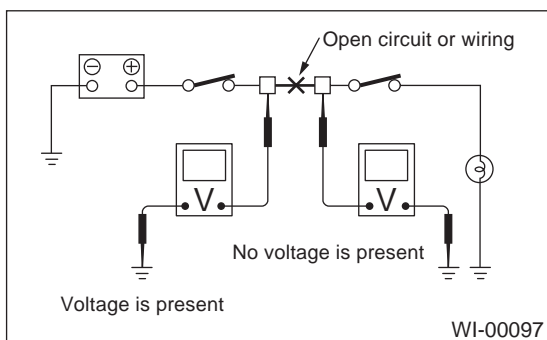 Open circuit or wiring
⊖ ⊕
V
V
No voltage is present
Voltage is present
WI-00097